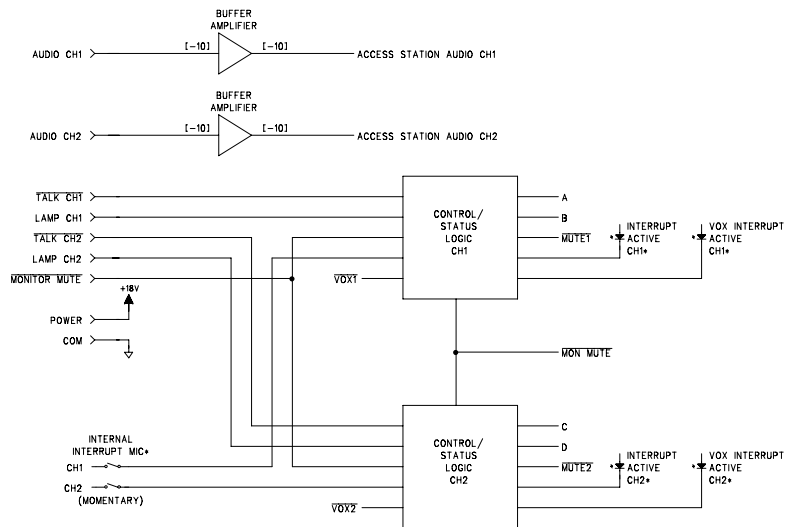 BUFFER
AMPLIFIER
AUDIO CH1
[-10]
[-10]
ACCESS STATION AUDIO CH1
BUFFER
AMPLIFIER
AUDIO CH2
[-10]
[-10]
ACCESS STATION AUDIO CH2
TALK CH1
LAMP CH1
TALK CH2
LAMP CH2
MONITOR MUTE
+18V
POWER
COM
CONTROL/
STATUS
LOGIC
CH1
VOX1
A
B
MUTE1
* INTERRUPT
ACTIVE
CH1*
* VOX INTERRUPT
ACTIVE
CH1*
MON MUTE
INTERNAL
INTERRUPT MIC*
CH1
CH2
(MOMENTARY)
CONTROL/
STATUS
LOGIC
CH2
VOX2
C
D
MUTE2
* INTERRUPT
ACTIVE
CH2*
* VOX INTERRUPT
ACTIVE
CH2*